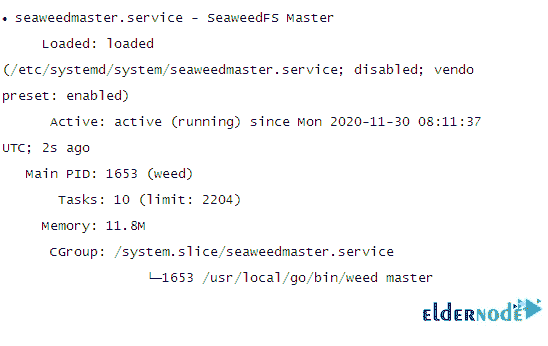 • seaweedmaster.service - SeaweedFS Master
Loaded: loaded
(/etc/systemd/system/seaweedmaster.service; disabled; vendo
preset: enabled)
Active: active (running) since Mon 2020-11-30 08:11:37
UTC; 2s ago
Main PID: 1653 (weed)
Tasks: 10 (limit: 2204)
Memory: 11.8M
CGroup: /system.slice/seaweedmaster.service
└─1653 /usr/local/go/bin/weed master
eldernode